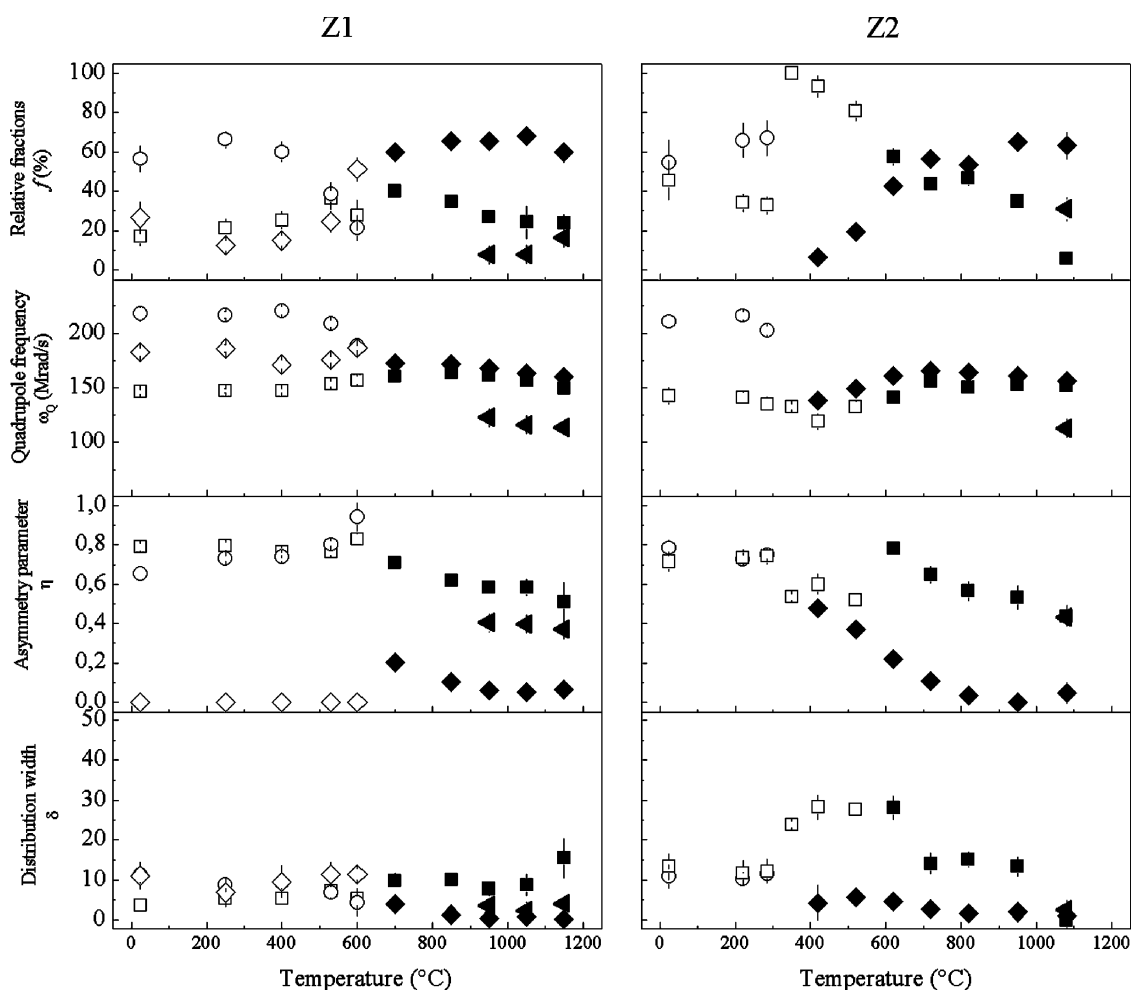 Z1 Z2
Relative fractions
f (%)
100
80
60
40
20
0
Quadrupole frequency
ωQ (Mrad/s)
200
150
100
Asymmetry parameter
η
1,0
0,8
0,6
0,4
0,2
0,0
Distribution width
δ
50
40
30
20
10
0
0 200 400 600 800 1000 1200 0 200 400 600 800 1000 1200
Temperature (°C) Temperature (°C)